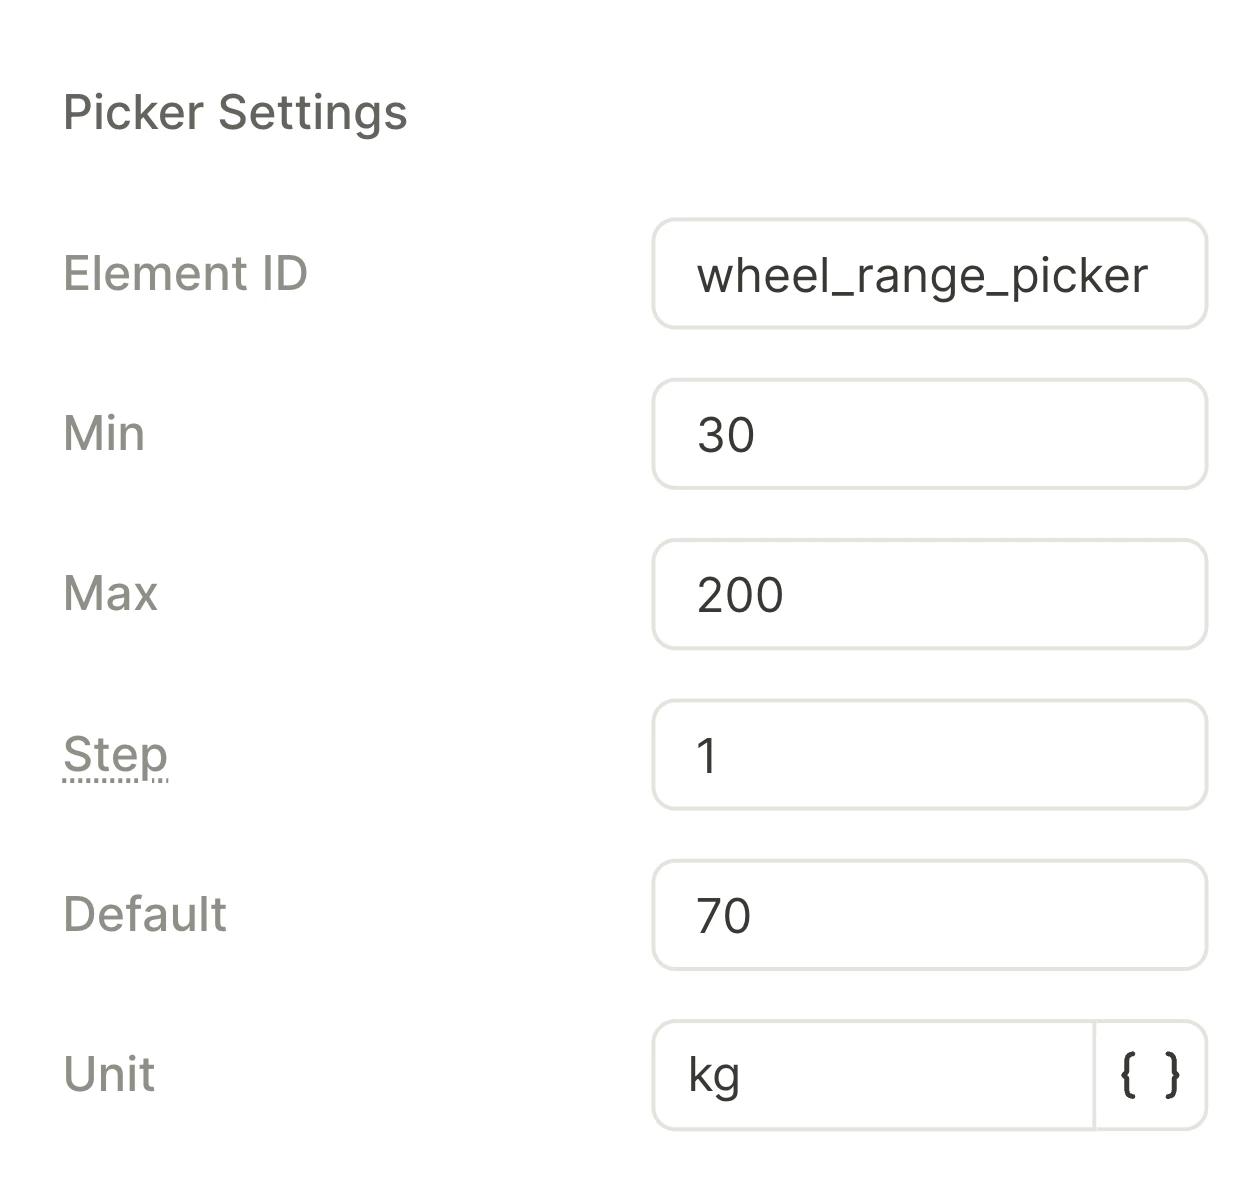 Picker Settings
Element ID wheel_range_picker
Min 30
Max 200
Step 1
Default 70
Unit kg { }